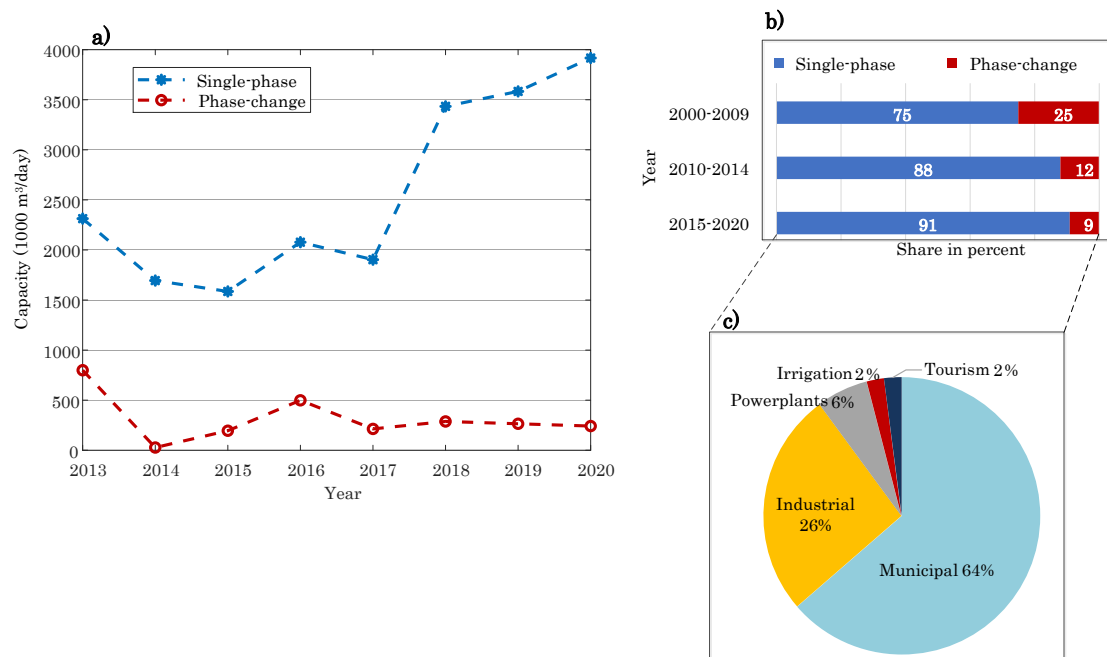 a)
4000
3500
3000
2500
2000
1500
1000
500
0
Capacity (1000 m³/day)
Single-phase
Phase-change
2013 2014 2015 2016 2017 2018 2019 2020
Year
b)
Single-phase Phase-change
2000-2009 75 25
2010-2014 88 12
2015-2020 91 9
Year
Share in percent
c)
Irrigation 2% Tourism 2%
Powerplants 6%
Industrial
26%
Municipal 64%